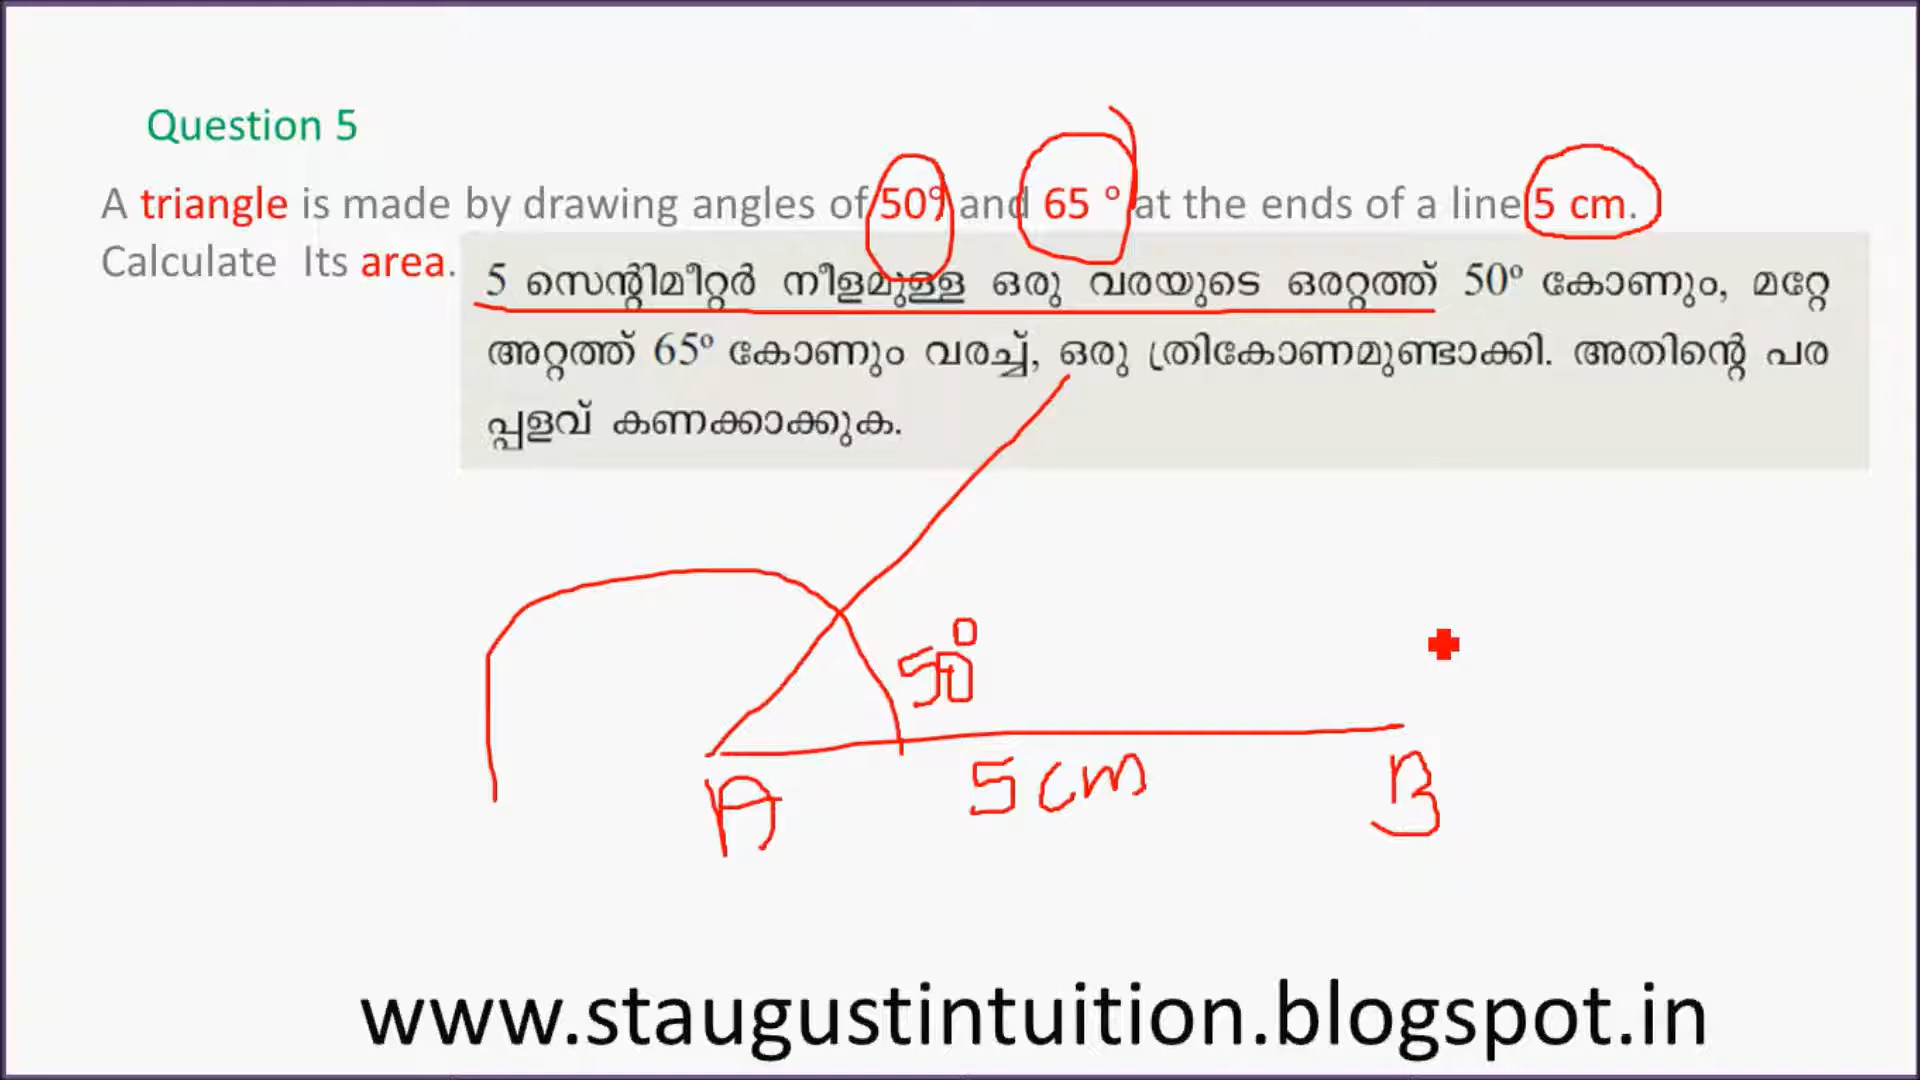 Question 5
A triangle is made by drawing angles of 50° and 65 ° at the ends of a line 5 cm.
Calculate Its area.
5 സെന്റിമീറ്റർ നീളമുള്ള ഒരു വരയുടെ ഒരറ്റത്ത് 50° കോണും, മറ്റേ
അറ്റത്ത് 65° കോണും വരച്ച്, ഒരു ത്രികോണമുണ്ടാക്കി. അതിന്റെ പര
പ്പളവ് കണക്കാക്കുക.
50°
A 5 cm B
www.staugustintuition.blogspot.in